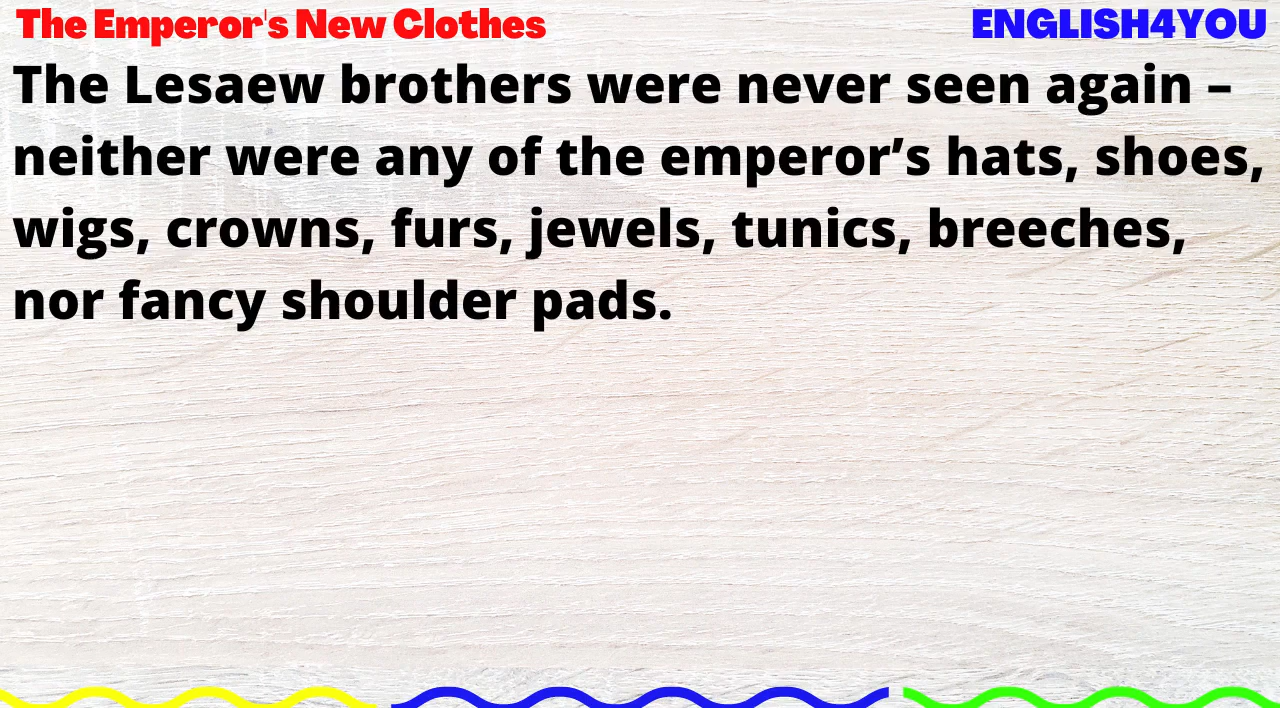 The Emperor's New Clothes
ENGLISH4YOU
The Lesaew brothers were never seen again –
neither were any of the emperor’s hats, shoes,
wigs, crowns, furs, jewels, tunics, breeches,
nor fancy shoulder pads.